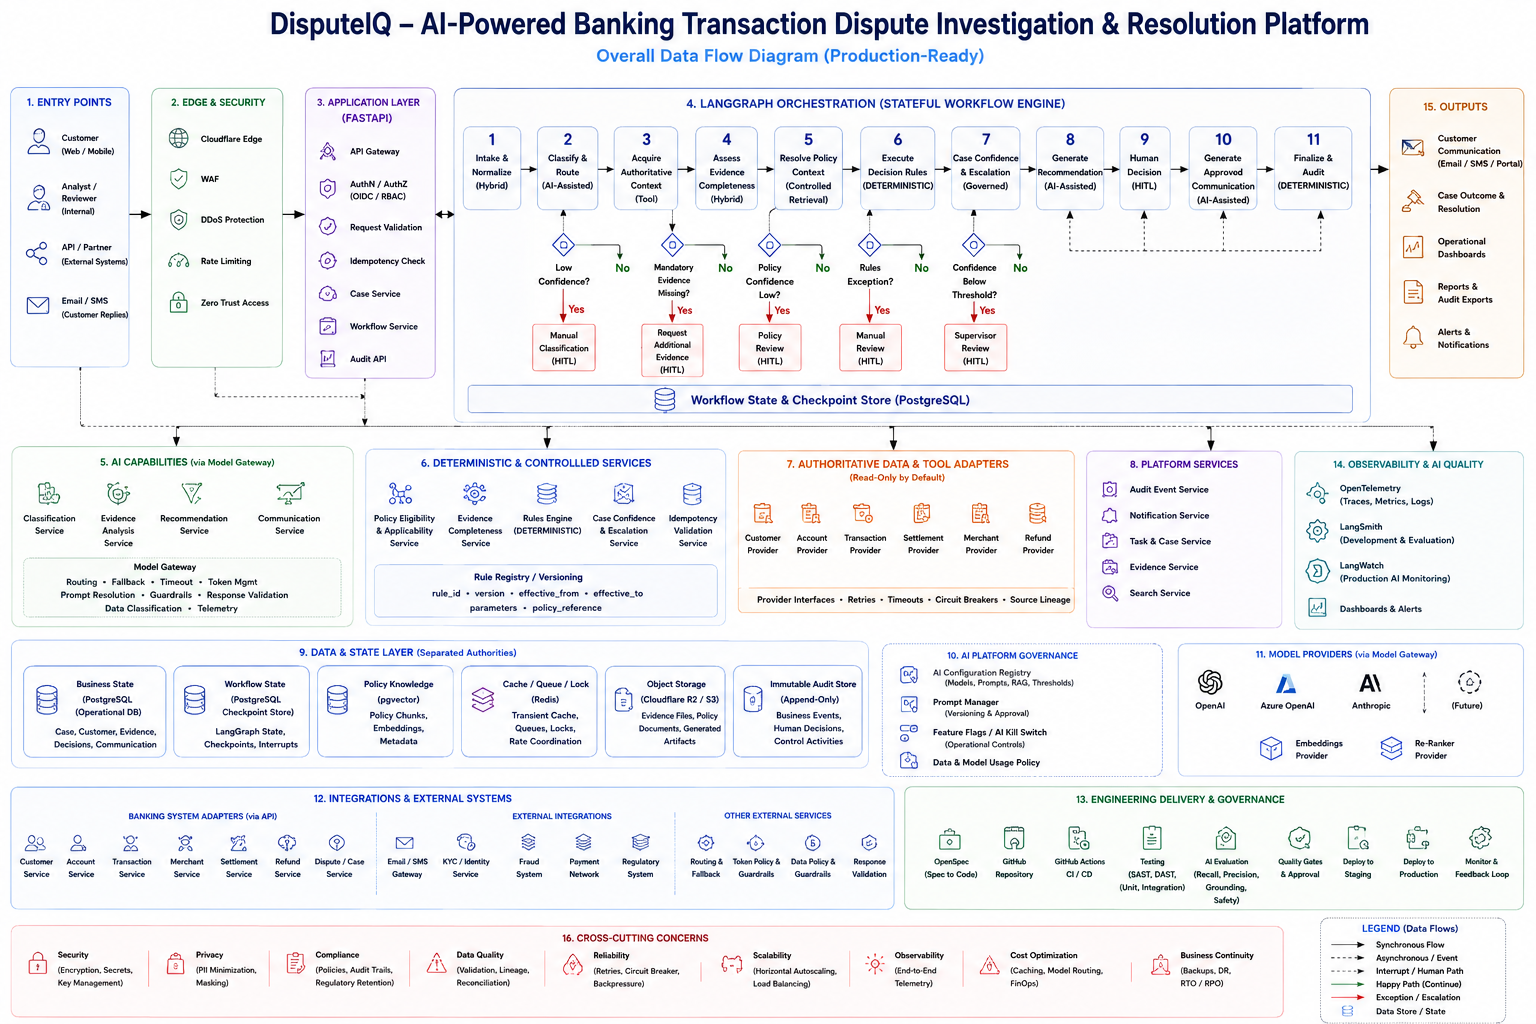 DisputeIQ – AI-Powered Banking Transaction Dispute Investigation & Resolution Platform
Overall Data Flow Diagram (Production-Ready)
1. ENTRY POINTS
Customer
(Web / Mobile)
Analyst /
Reviewer
(Internal)
API / Partner
(External Systems)
Email / SMS
(Customer Replies)
2. EDGE & SECURITY
Cloudflare Edge
WAF
DDoS Protection
Rate Limiting
Zero Trust Access
3. APPLICATION LAYER
(FASTAPI)
API Gateway
AuthN / AuthZ
(OIDC / RBAC)
Request Validation
Idempotency Check
Case Service
Workflow Service
Audit API
4. LANGGRAPH ORCHESTRATION (STATEFUL WORKFLOW ENGINE)
1
Intake &
Normalize
(Hybrid)
2
Classify &
Route
(AI-Assisted)
3
Acquire
Authoritative
Context
(Tool)
4
Assess
Evidence
Completeness
(Hybrid)
5
Resolve Policy
Context
(Controlled
Retrieval)
6
Execute
Decision Rules
(DETERMINISTIC)
7
Case Confidence
& Escalation
(Governed)
8
Generate
Recommendation
(AI-Assisted)
9
Human
Decision
(HITL)
10
Generate
Approved
Communication
(AI-Assisted)
11
Finalize &
Audit
(DETERMINISTIC)
Low
Confidence?
No
Yes
Manual
Classification
(HITL)
Mandatory
Evidence
Missing?
No
Yes
Request
Additional
Evidence
(HITL)
Policy
Confidence
Low?
No
Yes
Policy
Review
(HITL)
Rules
Exception?
No
Yes
Manual
Review
(HITL)
Confidence
Below
Threshold?
No
Yes
Supervisor
Review
(HITL)
Workflow State & Checkpoint Store (PostgreSQL)
15. OUTPUTS
Customer
Communication
(Email / SMS / Portal)
Case Outcome &
Resolution
Operational
Dashboards
Reports &
Audit Exports
Alerts &
Notifications
5. AI CAPABILITIES (via Model Gateway)
Classification
Service
Evidence
Analysis
Service
Recommendation
Service
Communication
Service
Model Gateway
Routing • Fallback • Timeout • Token Mgmt
Prompt Resolution • Guardrails • Response Validation
Data Classification • Telemetry
6. DETERMINISTIC & CONTROLLLED SERVICES
Policy Eligibility
& Applicability
Service
Evidence
Completeness
Service
Rules Engine
(DETERMINISTIC)
Case Confidence
& Escalation
Service
Idempotency
Validation
Service
Rule Registry / Versioning
rule_id • version • effective_from • effective_to
parameters • policy_reference
7. AUTHORITATIVE DATA & TOOL ADAPTERS
(Read-Only by Default)
Customer
Provider
Account
Provider
Transaction
Provider
Settlement
Provider
Merchant
Provider
Refund
Provider
Provider Interfaces • Retries • Timeouts • Circuit Breakers • Source Lineage
8. PLATFORM SERVICES
Audit Event Service
Notification Service
Task & Case Service
Evidence Service
Search Service
14. OBSERVABILITY & AI QUALITY
OpenTelemetry
(Traces, Metrics, Logs)
LangSmith
(Development & Evaluation)
LangWatch
(Production AI Monitoring)
Dashboards & Alerts
9. DATA & STATE LAYER (Separated Authorities)
Business State
(PostgreSQL)
(Operational DB)
Case, Customer, Evidence,
Decisions, Communication
Workflow State
(PostgreSQL
Checkpoint Store)
LangGraph State,
Checkpoints, Interrupts
Policy Knowledge
(pgvector)
Policy Chunks,
Embeddings,
Metadata
Cache / Queue / Lock
(Redis)
Transient Cache,
Queues, Locks,
Rate Coordination
Object Storage
(Cloudflare R2 / S3)
Evidence Files, Policy
Documents, Generated
Artifacts
Immutable Audit Store
(Append-Only)
Business Events,
Human Decisions,
Control Activities
10. AI PLATFORM GOVERNANCE
AI Configuration Registry
(Models, Prompts, RAG, Thresholds)
Prompt Manager
(Versioning & Approval)
Feature Flags / AI Kill Switch
(Operational Controls)
Data & Model Usage Policy
11. MODEL PROVIDERS (via Model Gateway)
OpenAI
Azure OpenAI
Anthropic
(Future)
Embeddings
Provider
Re-Ranker
Provider
12. INTEGRATIONS & EXTERNAL SYSTEMS
BANKING SYSTEM ADAPTERS (via API)
Customer
Service
Account
Service
Transaction
Service
Merchant
Service
Settlement
Service
Refund
Service
Dispute / Case
Service
EXTERNAL INTEGRATIONS
Email / SMS
Gateway
KYC / Identity
Service
Fraud
System
Payment
Network
Regulatory
System
OTHER EXTERNAL SERVICES
Routing &
Fallback
Token Policy &
Guardrails
Data Policy &
Guardrails
Response
Validation
13. ENGINEERING DELIVERY & GOVERNANCE
OpenSpec
(Spec to Code)
GitHub
Repository
GitHub Actions
CI / CD
Testing
(SAST, DAST,
(Unit, Integration)
AI Evaluation
(Recall, Precision,
Grounding,
Safety)
Quality Gates
& Approval
Deploy to
Staging
Deploy to
Production
Monitor &
Feedback Loop
16. CROSS-CUTTING CONCERNS
Security
(Encryption, Secrets,
Key Management)
Privacy
(PII Minimization,
Masking)
Compliance
(Policies, Audit Trails,
Regulatory Retention)
Data Quality
(Validation, Lineage,
Reconciliation)
Reliability
(Retries, Circuit Breaker,
Backpressure)
Scalability
(Horizontal Autoscaling,
Load Balancing)
Observability
(End-to-End
Telemetry)
Cost Optimization
(Caching, Model Routing,
FinOps)
Business Continuity
(Backups, DR,
RTO / RPO)
LEGEND (Data Flows)
Synchronous Flow
Asynchronous / Event
Interrupt / Human Path
Happy Path (Continue)
Exception / Escalation
Data Store / State